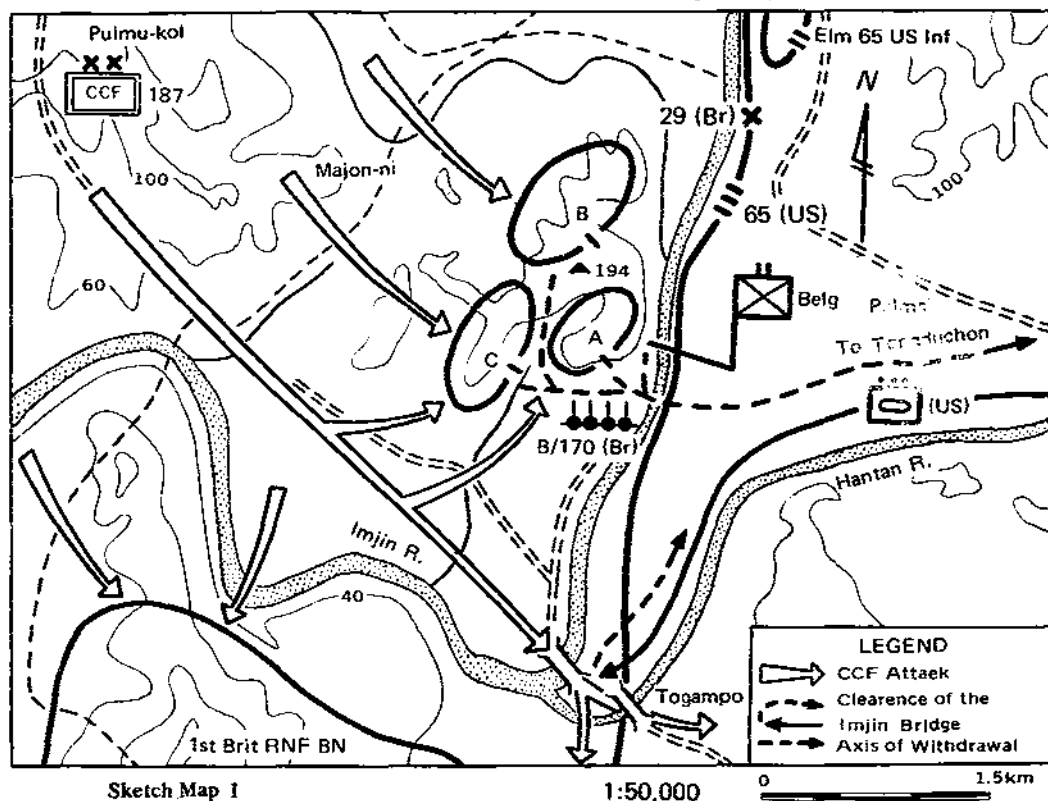 Pulmu-kol
CCF
187
Elm 65 US Inf
N
29 (Br)
100
Majon-ni
100
65 (US)
B
194
60
Belg
A
C
(US)
B/170 (Br)
Hantan R.
Imjin R.
40
Togampo
1st Brit RNF BN
LEGEND
CCF Attaek
Clearence of the
Imjin Bridge
Axis of Withdrawal
Sketch Map 1
1:50,000
0
1.5km